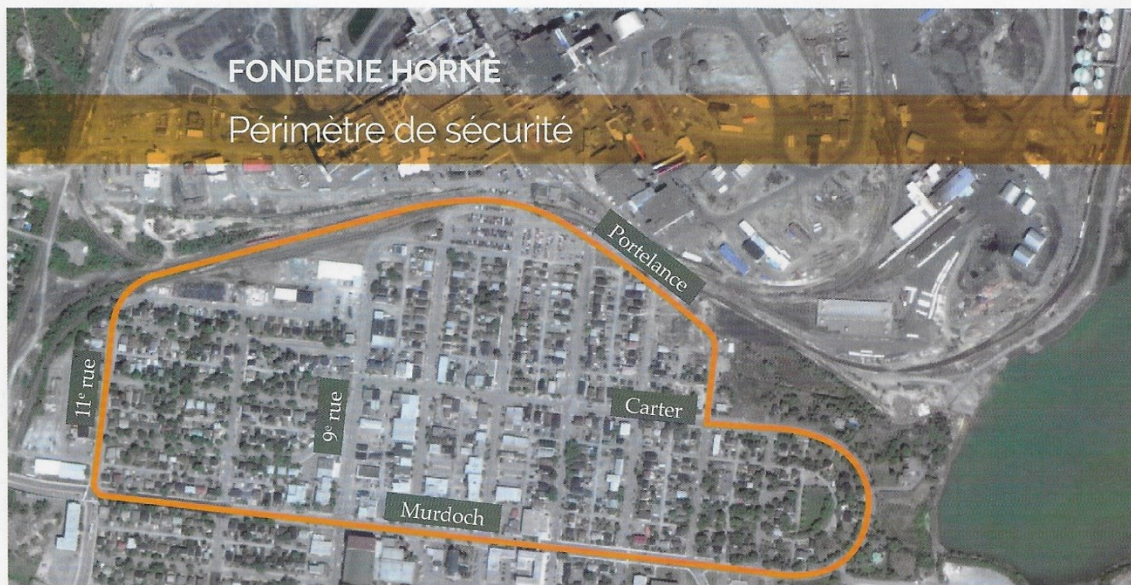 FONDERIE HORNE
Périmètre de sécurité
Portelance
11e rue
9e rue
Carter
Murdoch